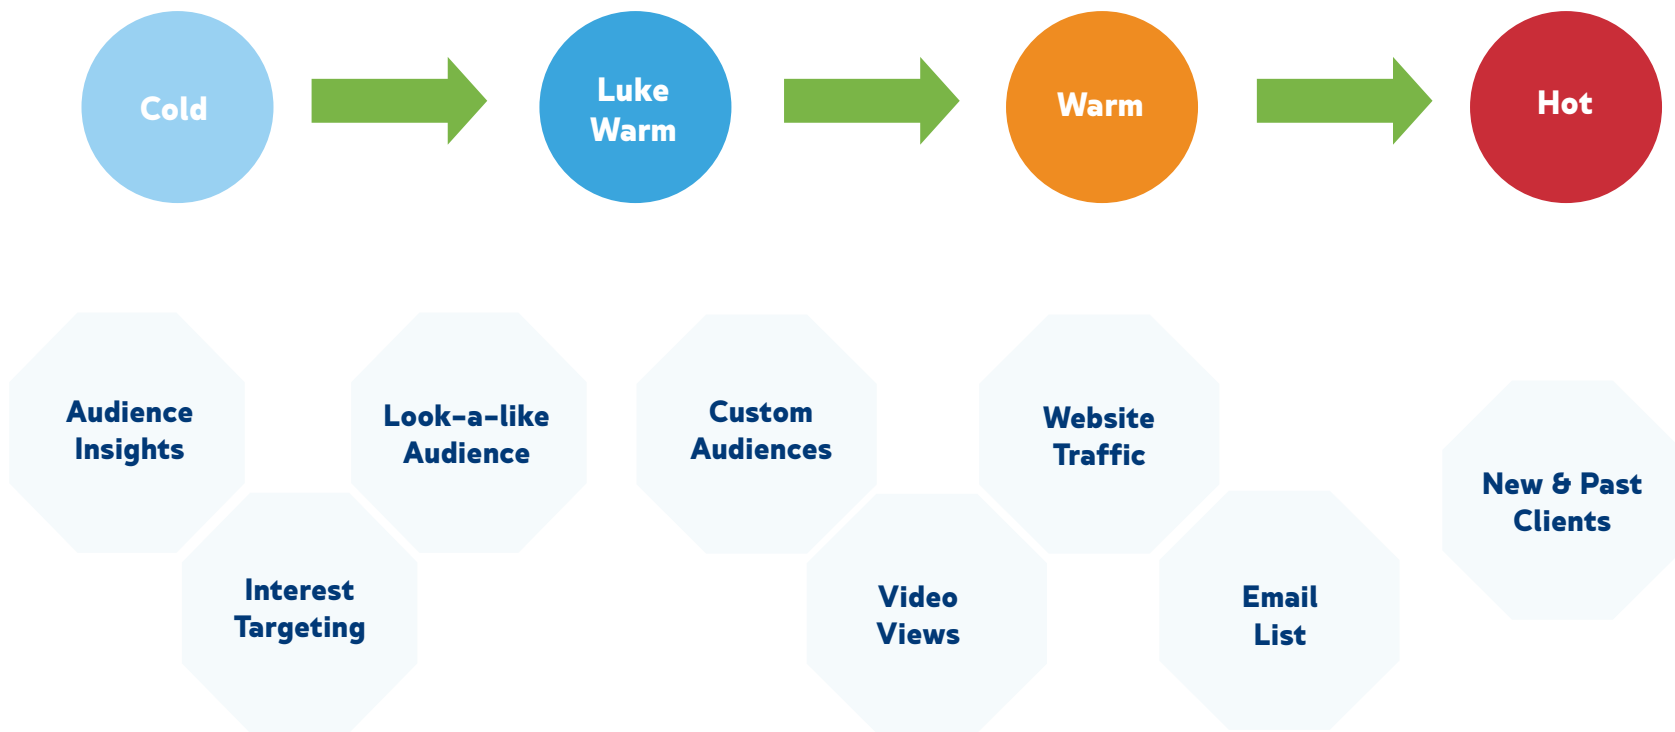 Cold
Luke
Warm
Warm
Hot
Audience
Insights
Look-a-like
Audience
Custom
Audiences
Website
Traffic
New & Past
Clients
Interest
Targeting
Video
Views
Email
List